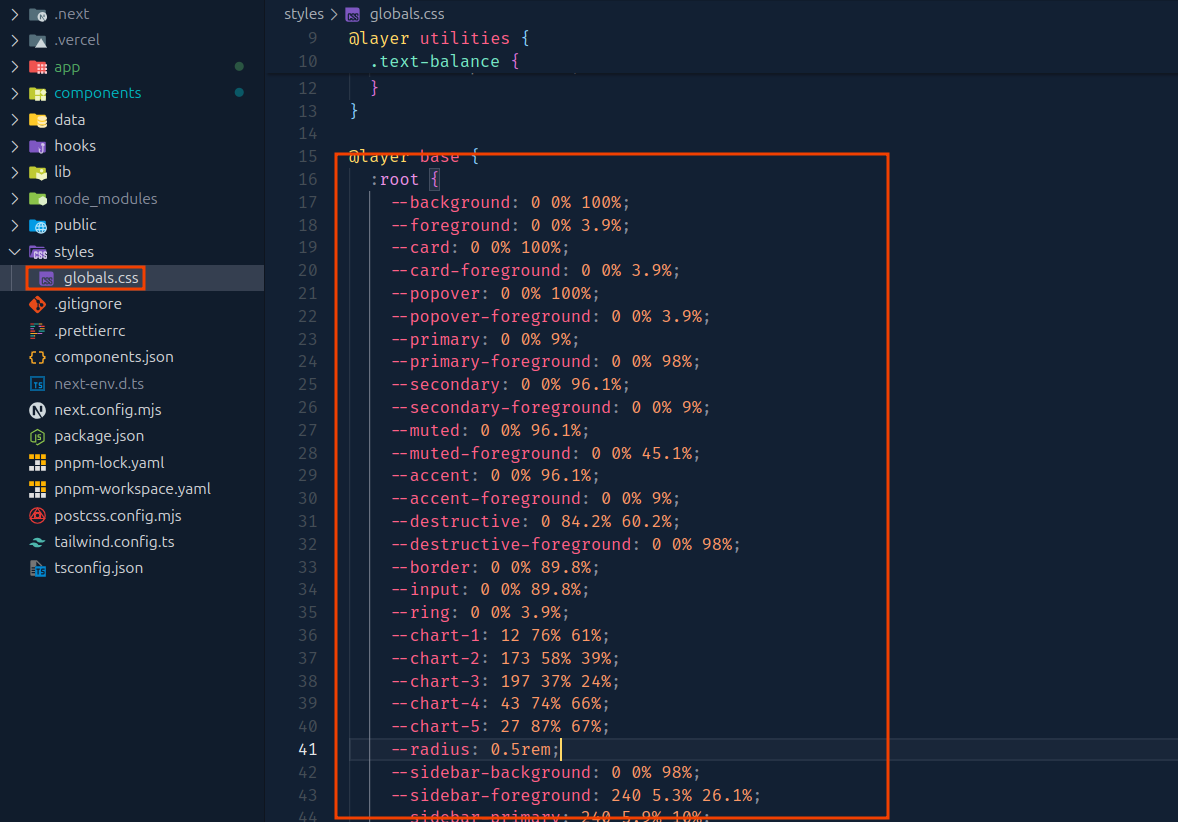 .next
.vercel
app
components
data
hooks
lib
node_modules
public
styles
globals.css
.gitignore
.prettierrc
components.json
next-env.d.ts
next.config.mjs
package.json
pnpm-lock.yaml
pnpm-workspace.yaml
postcss.config.mjs
tailwind.config.ts
tsconfig.json
styles > globals.css
9 @layer utilities {
10 .text-balance {
12 }
13 }
14
15 @layer base {
16 :root {
17 --background: 0 0% 100%;
18 --foreground: 0 0% 3.9%;
19 --card: 0 0% 100%;
20 --card-foreground: 0 0% 3.9%;
21 --popover: 0 0% 100%;
22 --popover-foreground: 0 0% 3.9%;
23 --primary: 0 0% 9%;
24 --primary-foreground: 0 0% 98%;
25 --secondary: 0 0% 96.1%;
26 --secondary-foreground: 0 0% 9%;
27 --muted: 0 0% 96.1%;
28 --muted-foreground: 0 0% 45.1%;
29 --accent: 0 0% 96.1%;
30 --accent-foreground: 0 0% 9%;
31 --destructive: 0 84.2% 60.2%;
32 --destructive-foreground: 0 0% 98%;
33 --border: 0 0% 89.8%;
34 --input: 0 0% 89.8%;
35 --ring: 0 0% 3.9%;
36 --chart-1: 12 76% 61%;
37 --chart-2: 173 58% 39%;
38 --chart-3: 197 37% 24%;
39 --chart-4: 43 74% 66%;
40 --chart-5: 27 87% 67%;
41 --radius: 0.5rem;
42 --sidebar-background: 0 0% 98%;
43 --sidebar-foreground: 240 5.3% 26.1%;
44 --sidebar-primary: 240 5.9% 10%;